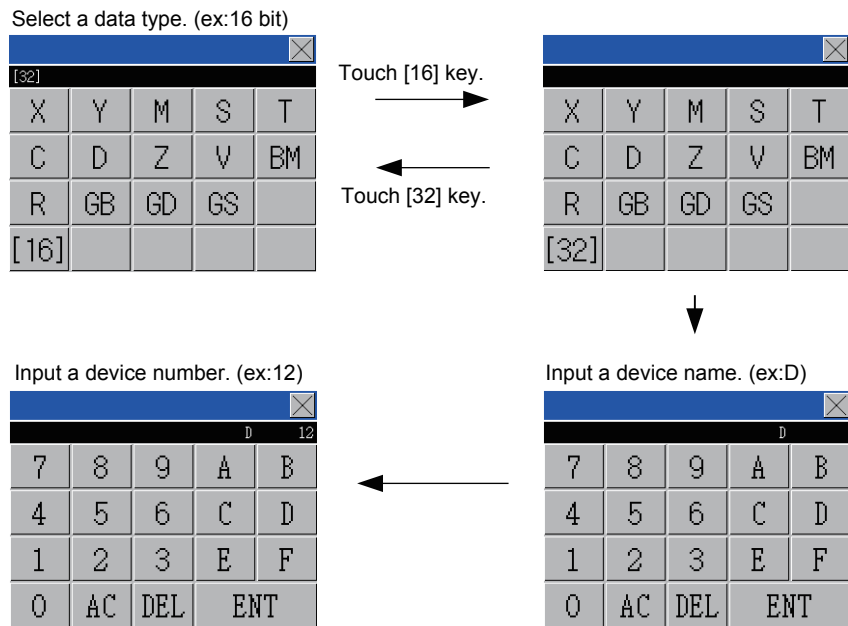 Select a data type. (ex:16 bit)
[32]
X Y M S T
C D Z V BM
R GB GD GS
[16]
Touch [16] key.
Touch [32] key.
X Y M S T
C D Z V BM
R GB GD GS
[32]
Input a device number. (ex:12)
D 12
7 8 9 A B
4 5 6 C D
1 2 3 E F
0 AC DEL ENT
Input a device name. (ex:D)
D
7 8 9 A B
4 5 6 C D
1 2 3 E F
0 AC DEL ENT